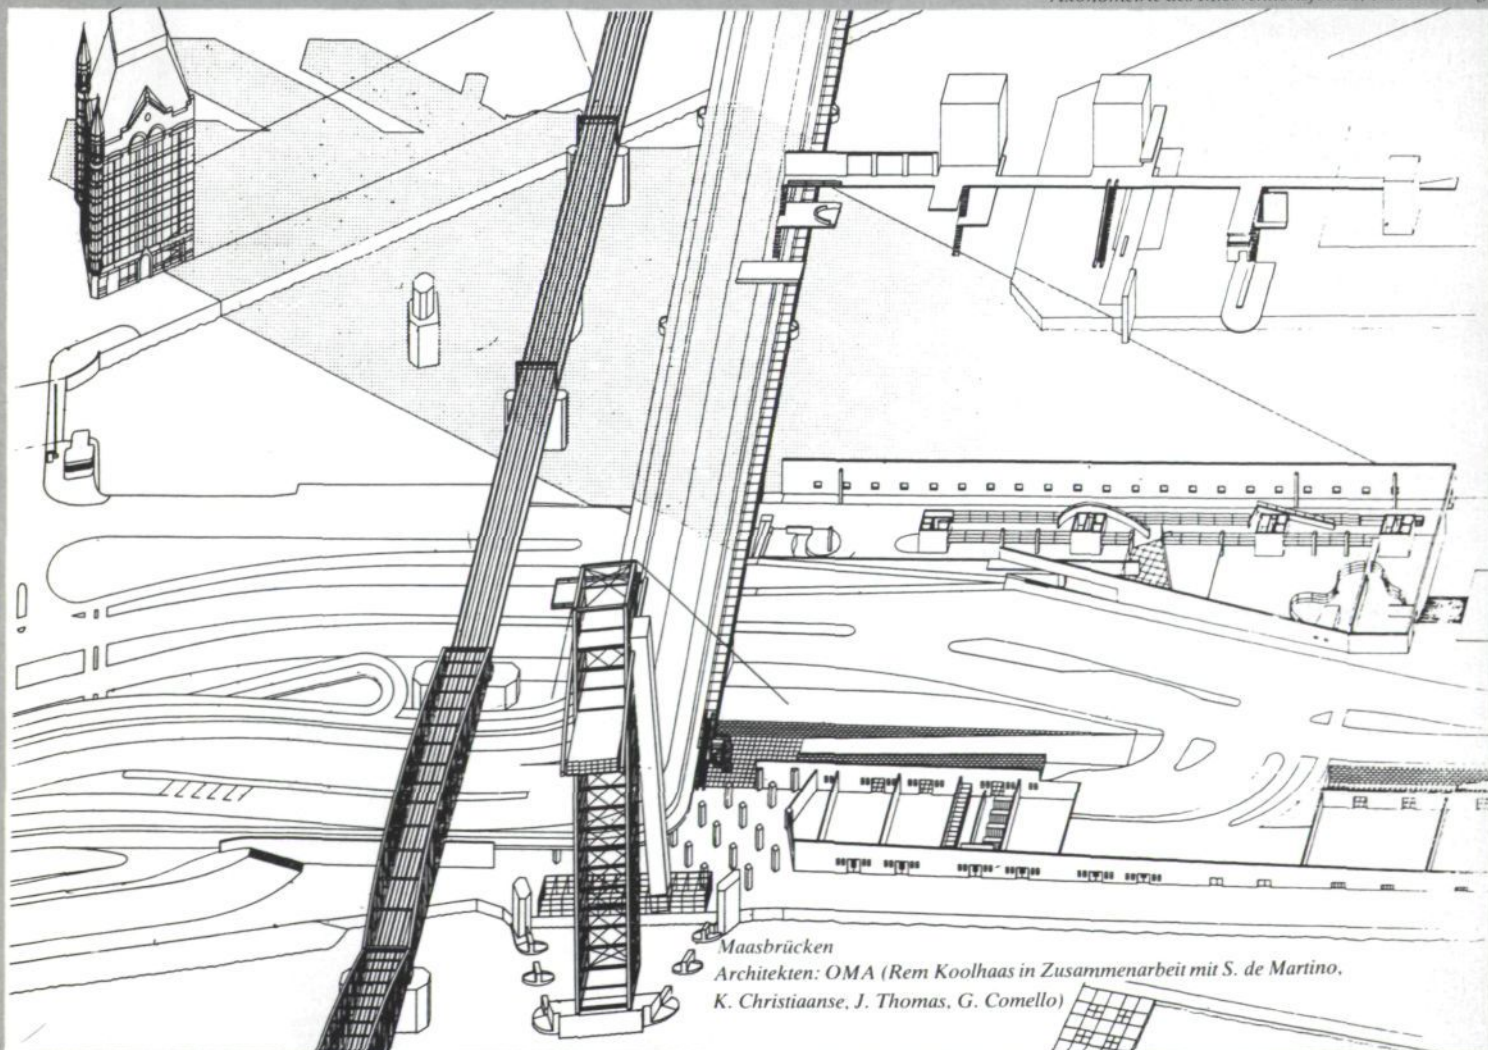 Maasbrücken
Architekten: OMA (Rem Koolhaas in Zusammenarbeit mit S. de Martino,
K. Christiaanse, J. Thomas, G. Comello)